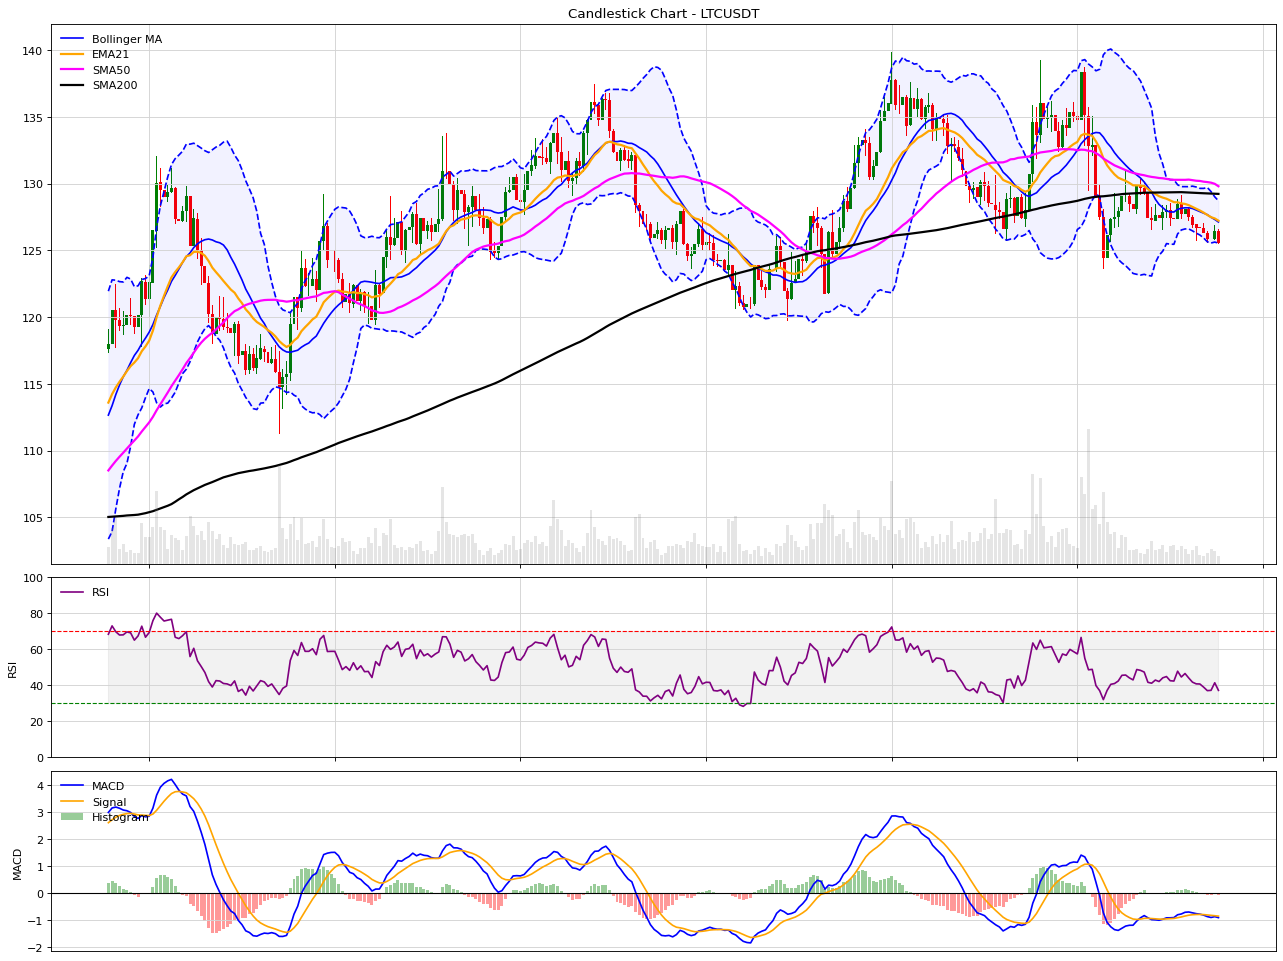 Candlestick Chart - LTCUSDT
Bollinger MA
EMA21
SMA50
SMA200
140
135
130
125
120
115
110
105
RSI
100
80
60
40
20
0
RSI
MACD
Signal
Histogram
4
3
2
1
0
−1
−2
MACD